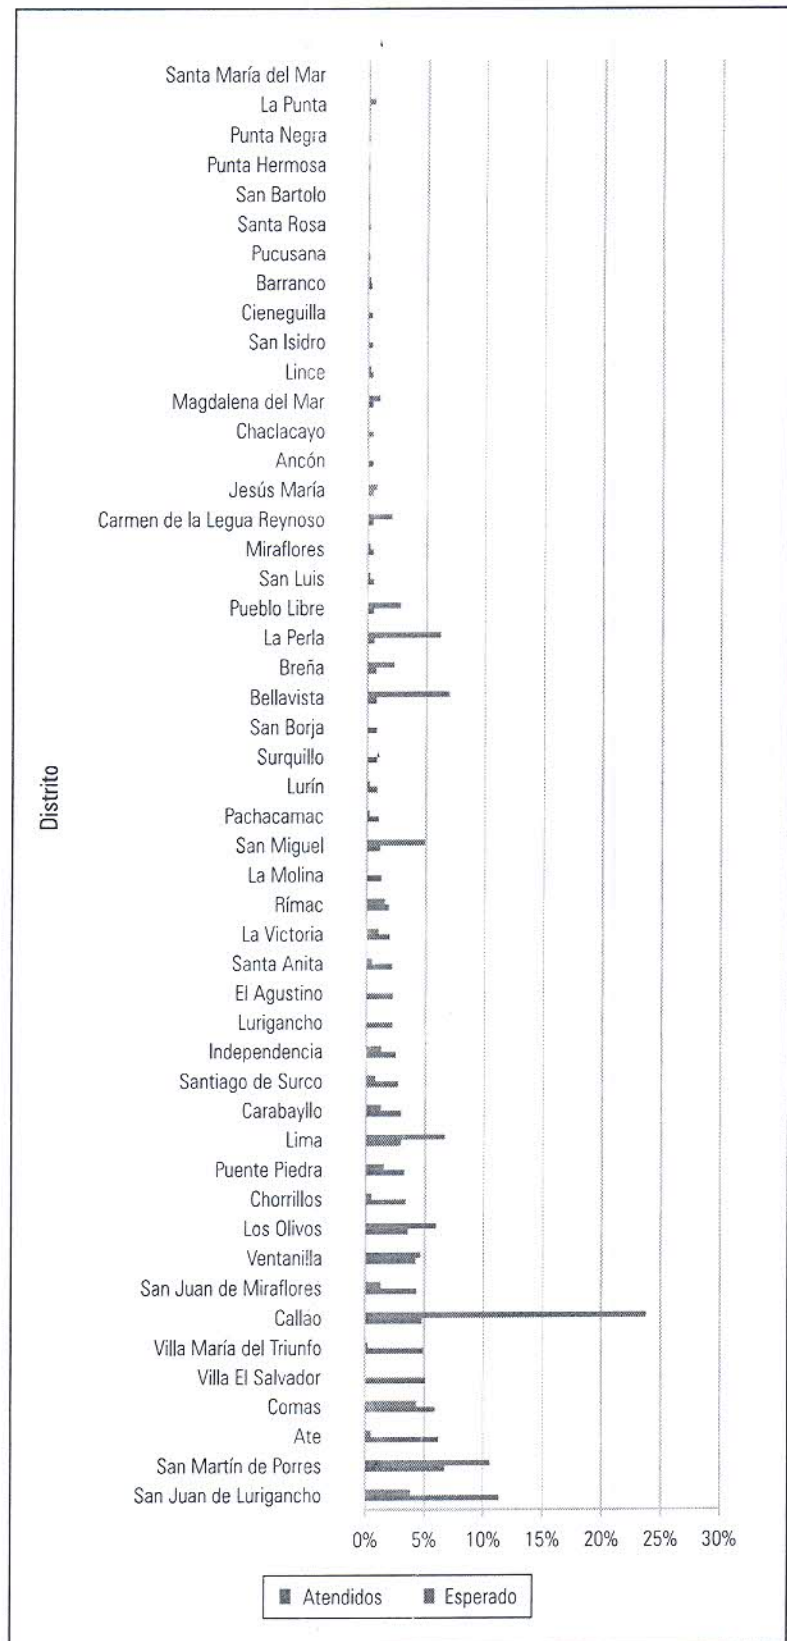 Santa María del Mar
La Punta
Punta Negra
Punta Hermosa
San Bartolo
Santa Rosa
Pucusana
Barranco
Cieneguilla
San Isidro
Lince
Magdalena del Mar
Chaclacayo
Ancón
Jesús María
Carmen de la Legua Reynoso
Miraflores
San Luis
Pueblo Libre
La Perla
Breña
Bellavista
San Borja
Surquillo
Lurín
Pachacamac
San Miguel
La Molina
Rímac
La Victoria
Santa Anita
El Agustino
Lurigancho
Independencia
Santiago de Surco
Carabayllo
Lima
Puente Piedra
Chorrillos
Los Olivos
Ventanilla
San Juan de Miraflores
Callao
Villa María del Triunfo
Villa El Salvador
Comas
Ate
San Martín de Porres
San Juan de Lurigancho
Distrito
0% 5% 10% 15% 20% 25% 30%
Atendidos Esperado